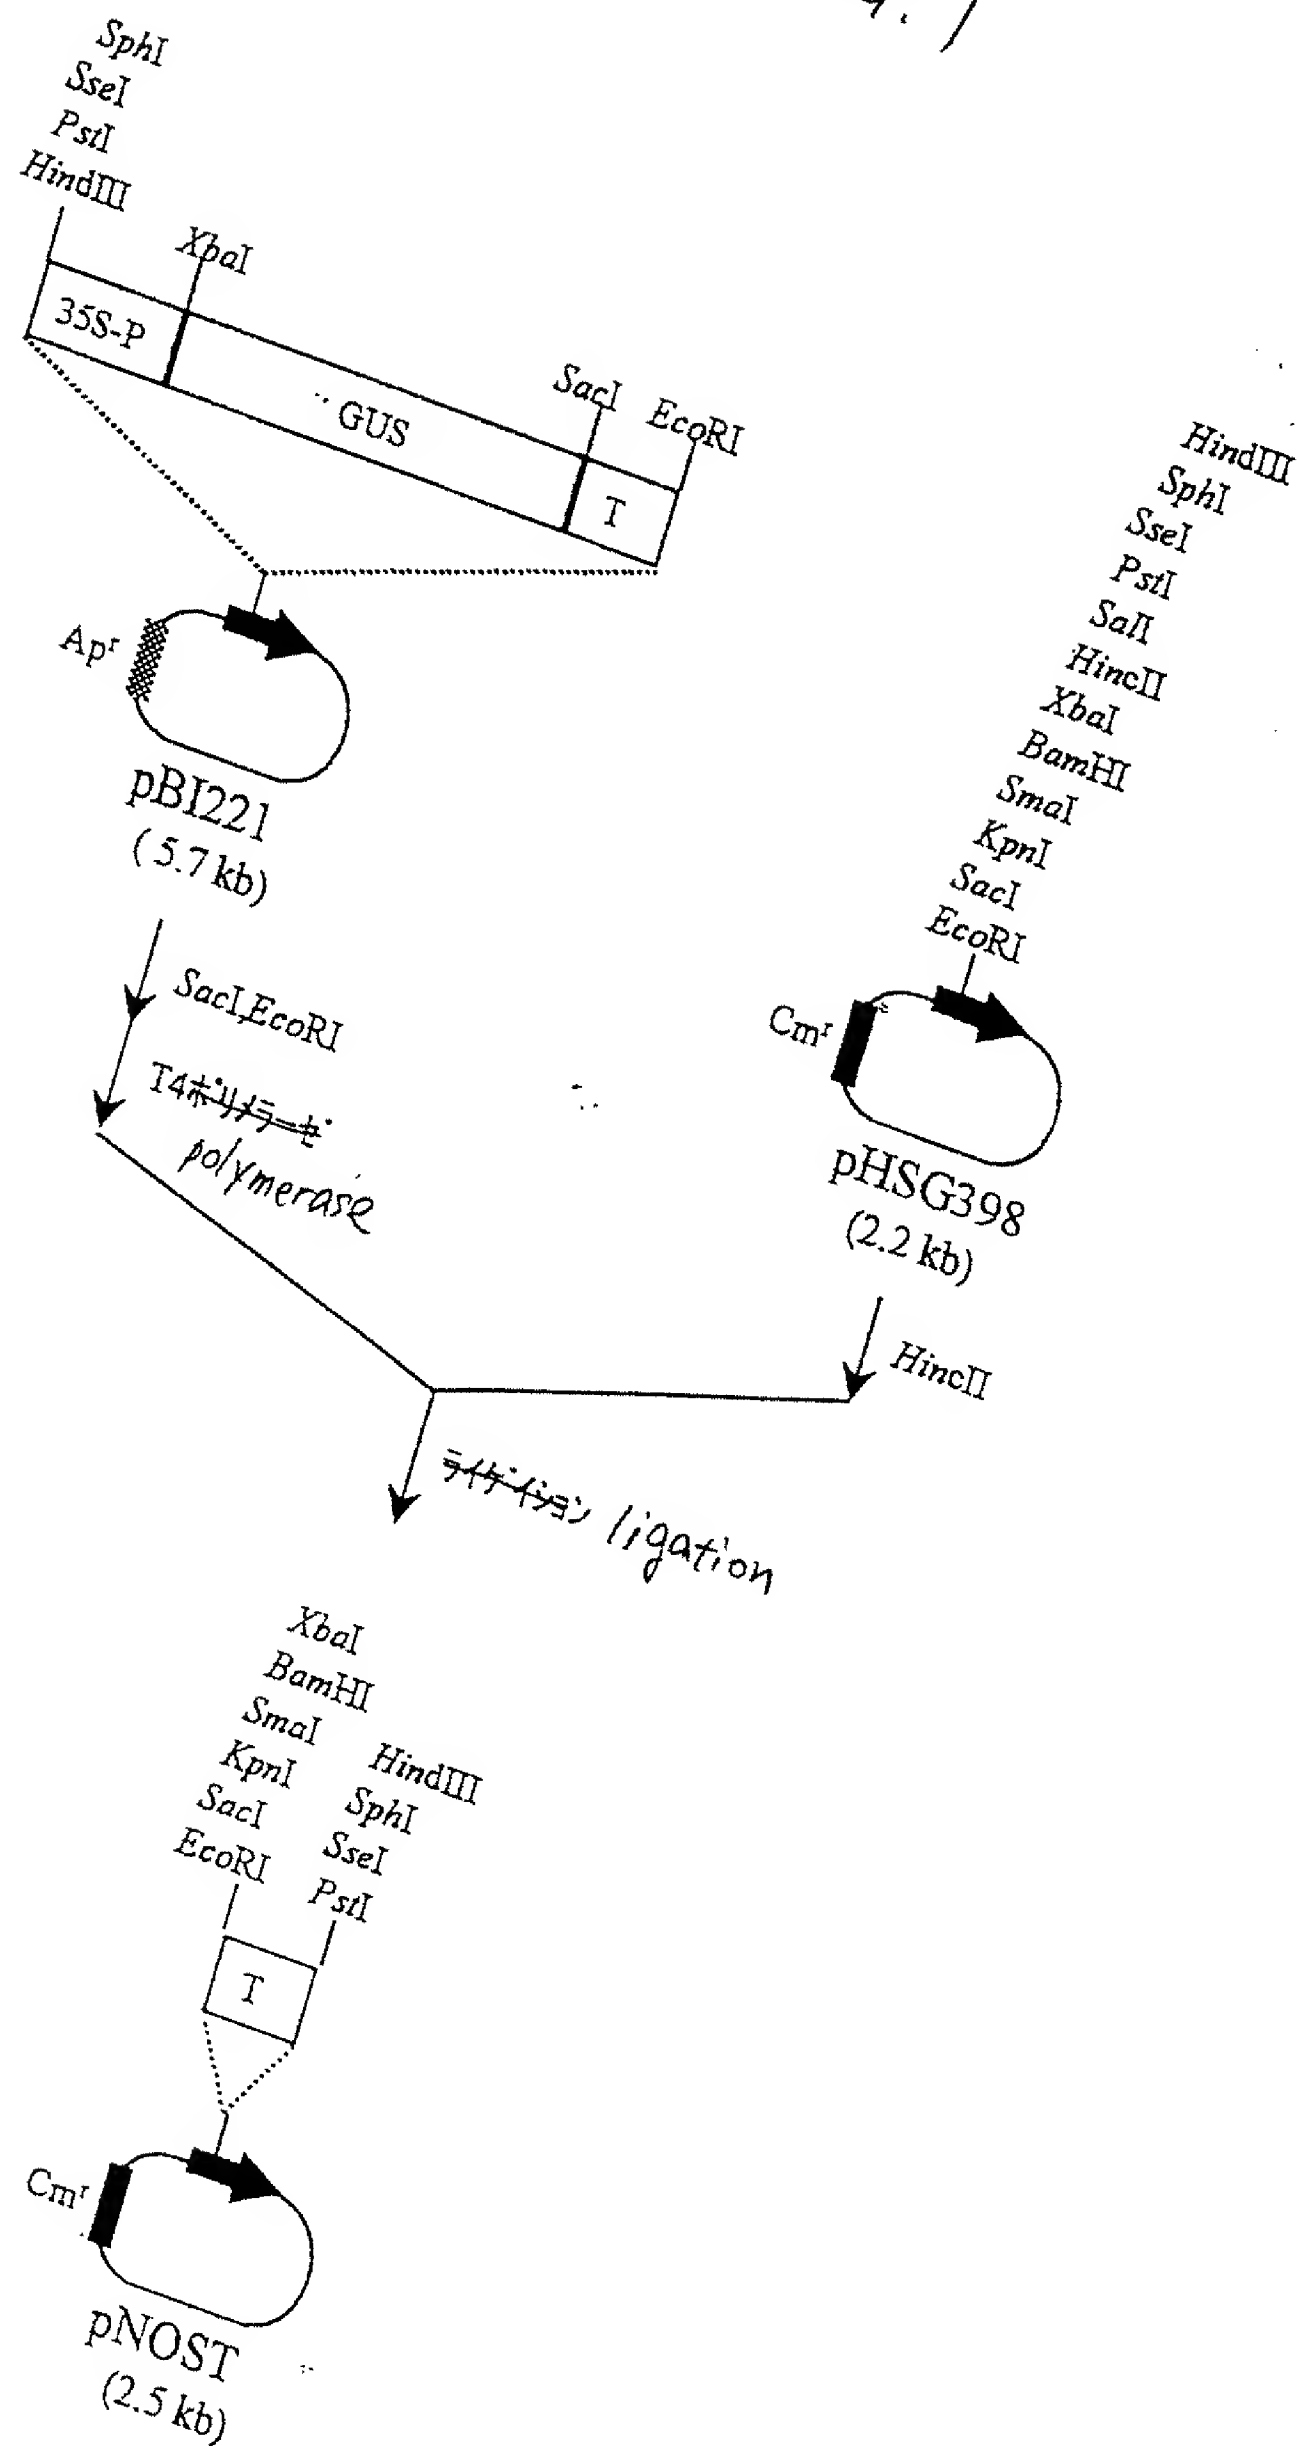 SphI
SseI
PstI
HindIII
XbaI
35S-P
GUS
SacI
EcoRI
T
Apʳ
pBI221
( 5.7 kb)
SacI,EcoRI
T4ポリメラーゼ
polymerase
HindIII
SphI
SseI
PstI
SalI
HincII
XbaI
BamHI
SmaI
KpnI
SacI
EcoRI
Cmʳ
pHSG398
(2.2 kb)
HincII
ライゲイション ligation
XbaI
BamHI
SmaI
KpnI
SacI
EcoRI
HindIII
SphI
SseI
PstI
T
Cmʳ
pNOST
(2.5 kb)